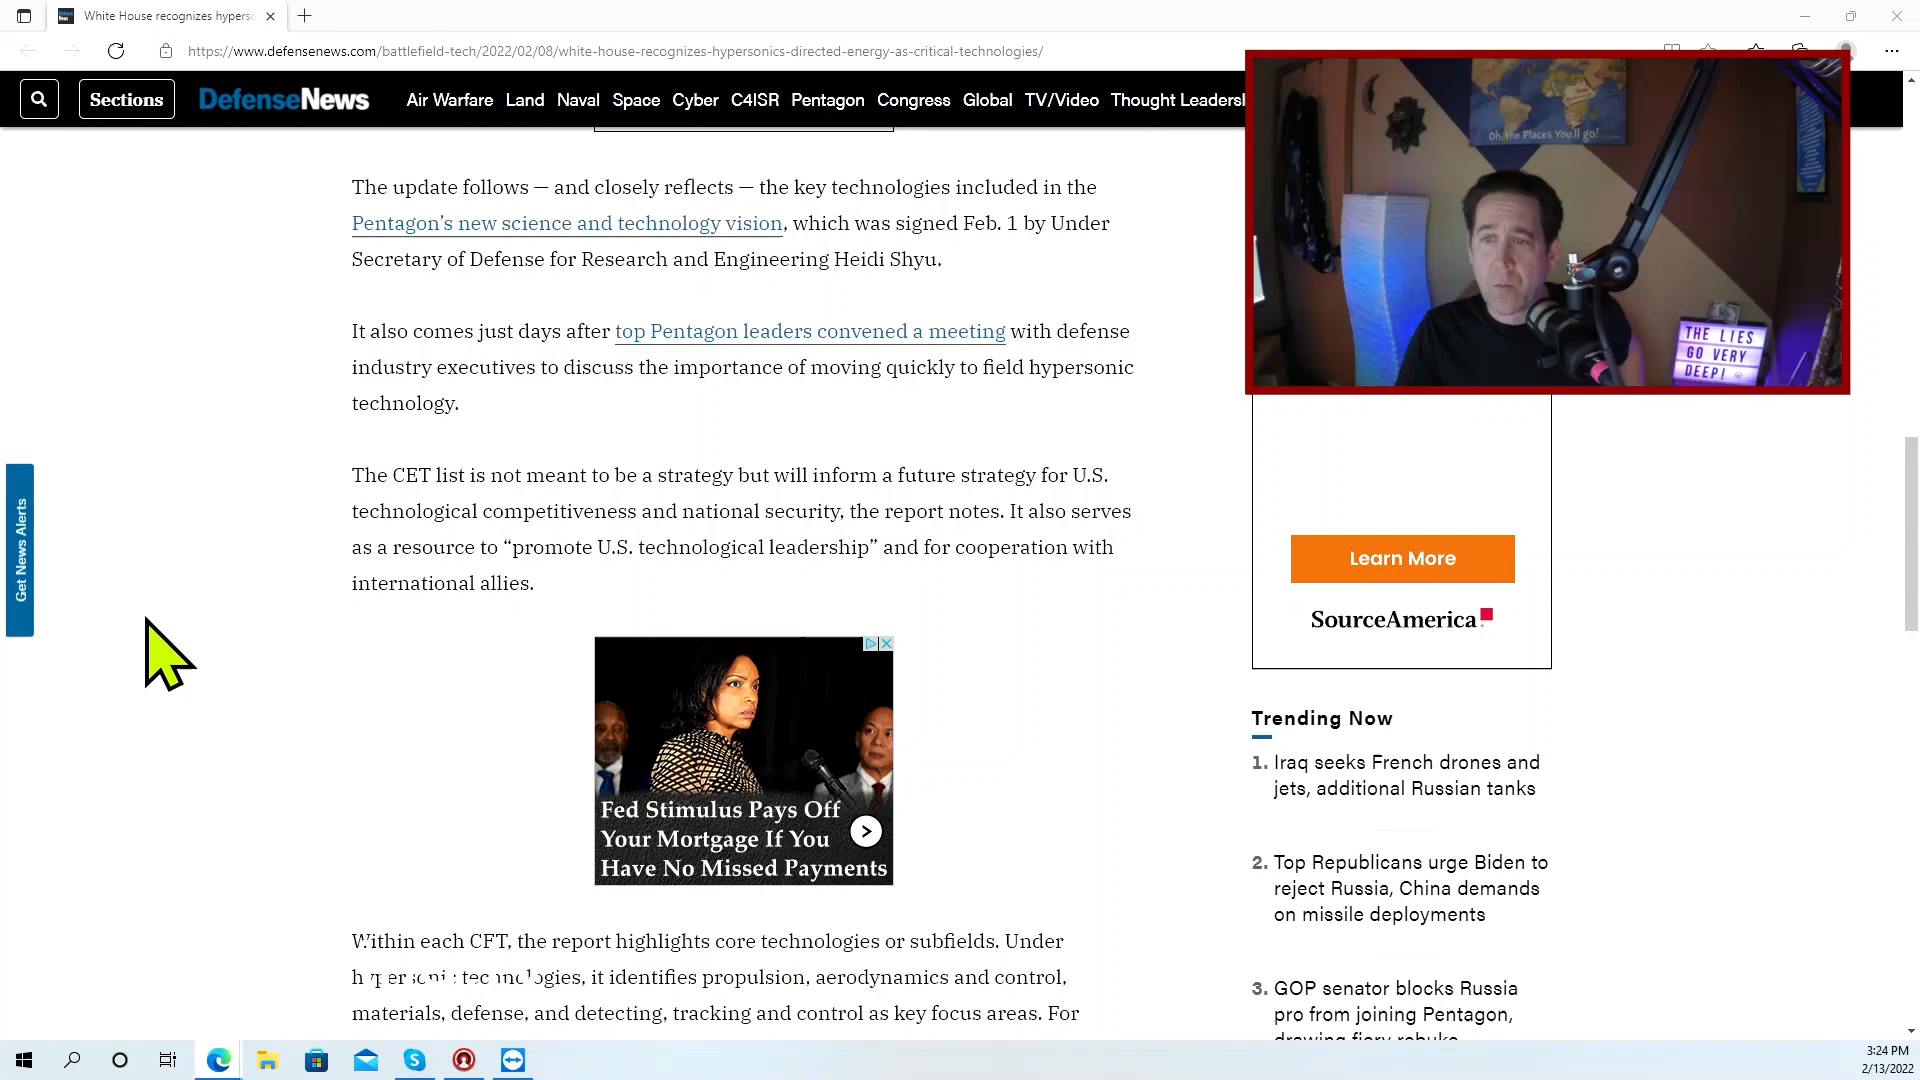 White House recognizes hypers
https://www.defensenews.com/battlefield-tech/2022/02/08/white-house-recognizes-hypersonics-directed-energy-as-critical-technologies/
Sections
DefenseNews
Air Warfare Land Naval Space Cyber C4ISR Pentagon Congress Global TV/Video Thought Leadersh
Oh, the Places You'll go!
THE LIES
GO VERY
DEEP!
The update follows — and closely reflects — the key technologies included in the
Pentagon’s new science and technology vision, which was signed Feb. 1 by Under
Secretary of Defense for Research and Engineering Heidi Shyu.
It also comes just days after top Pentagon leaders convened a meeting with defense
industry executives to discuss the importance of moving quickly to field hypersonic
technology.
The CET list is not meant to be a strategy but will inform a future strategy for U.S.
technological competitiveness and national security, the report notes. It also serves
as a resource to “promote U.S. technological leadership” and for cooperation with
international allies.
Get News Alerts
Fed Stimulus Pays Off
Your Mortgage If You
Have No Missed Payments
Within each CFT, the report highlights core technologies or subfields. Under
hypersonic technologies, it identifies propulsion, aerodynamics and control,
materials, defense, and detecting, tracking and control as key focus areas. For
Learn More
SourceAmerica
Trending Now
1. Iraq seeks French drones and
jets, additional Russian tanks
2. Top Republicans urge Biden to
reject Russia, China demands
on missile deployments
3. GOP senator blocks Russia
pro from joining Pentagon,
drawing fiery rebuke
3:24 PM
2/13/2022